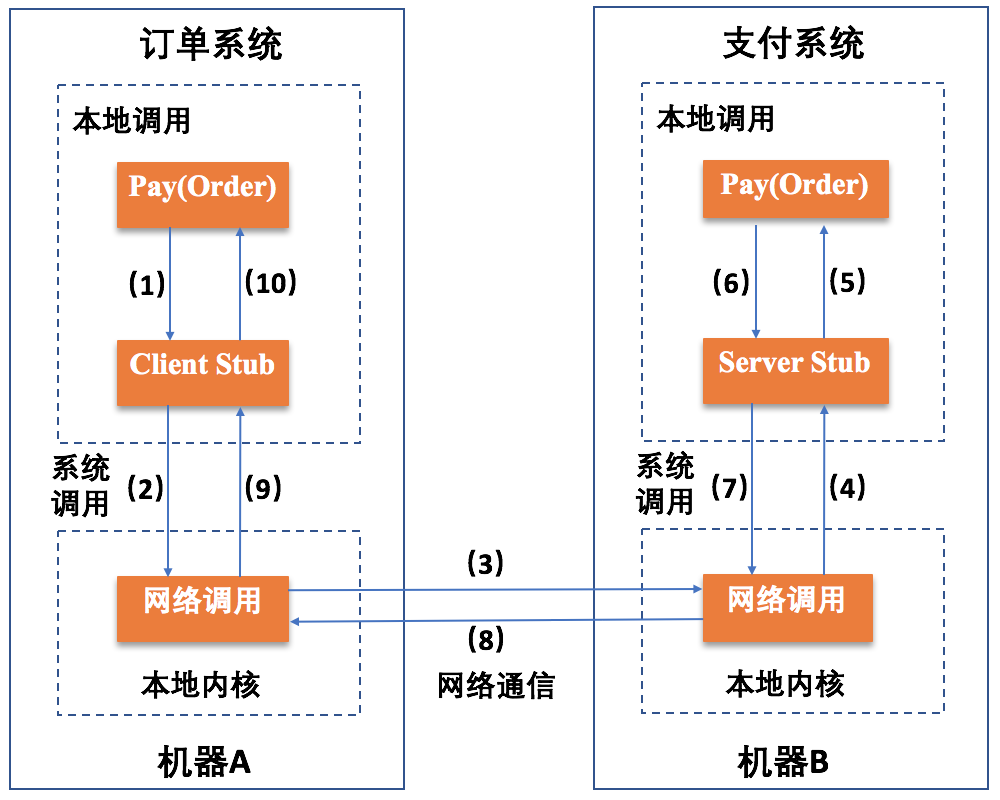 订单系统
本地调用
Pay(Order)
(1)
(10)
Client Stub
系统
调用
(2)
(9)
网络调用
本地内核
机器A
(3)
(8)
网络通信
支付系统
本地调用
Pay(Order)
(6)
(5)
Server Stub
系统
调用
(7)
(4)
网络调用
本地内核
机器B